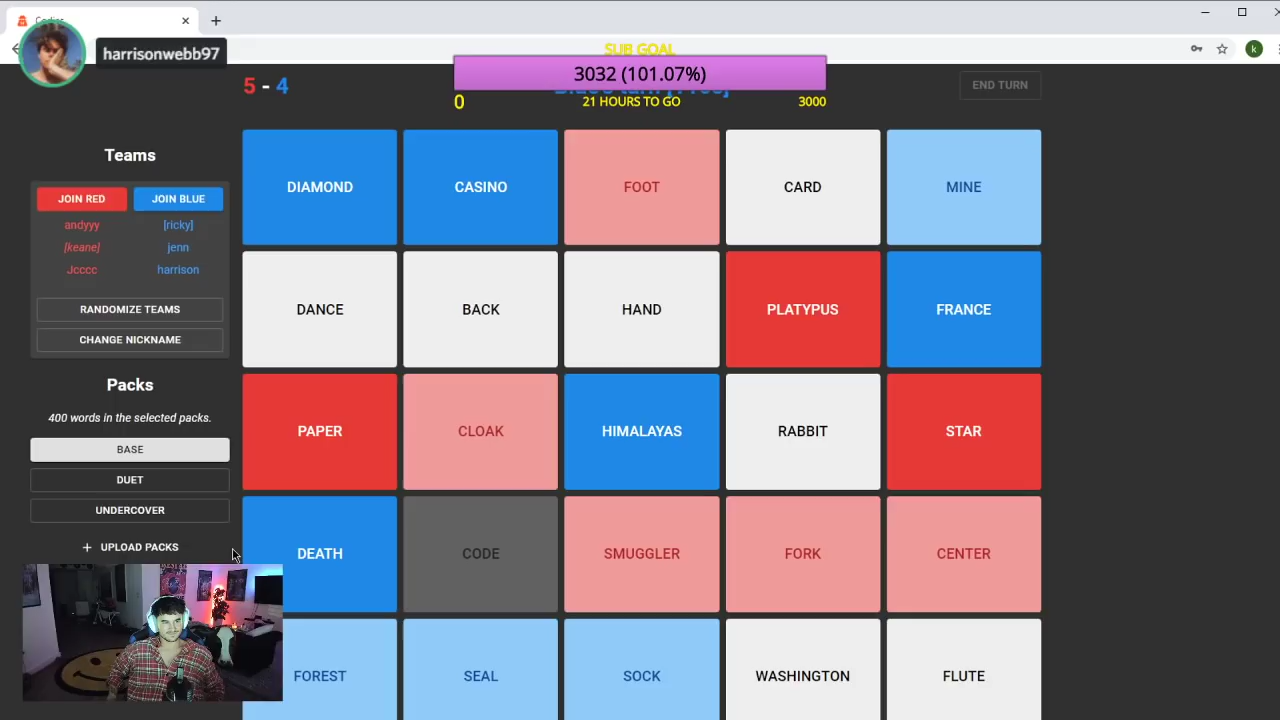 harrisonwebb97
SUB GOAL
3032 (101.07%)
0
21 HOURS TO GO
3000
5 - 4
END TURN
k
Teams
JOIN RED
JOIN BLUE
andyyy
[ricky]
[keane]
jenn
Jcccc
harrison
RANDOMIZE TEAMS
CHANGE NICKNAME
Packs
400 words in the selected packs.
BASE
DUET
UNDERCOVER
+ UPLOAD PACKS
DIAMOND
CASINO
FOOT
CARD
MINE
DANCE
BACK
HAND
PLATYPUS
FRANCE
PAPER
CLOAK
HIMALAYAS
RABBIT
STAR
DEATH
CODE
SMUGGLER
FORK
CENTER
FOREST
SEAL
SOCK
WASHINGTON
FLUTE